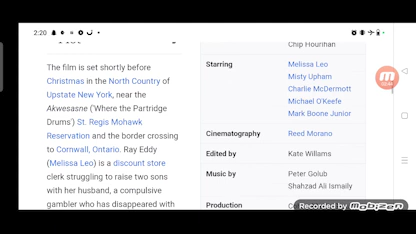 2:20
The film is set shortly before
Christmas in the North Country of
Upstate New York, near the
Akwesasne ('Where the Partridge
Drums') St. Regis Mohawk
Reservation and the border crossing
to Cornwall, Ontario. Ray Eddy
(Melissa Leo) is a discount store
clerk struggling to raise two sons
with her husband, a compulsive
gambler who has disappeared with
Chip Hourihan
Starring
Melissa Leo
Misty Upham
Charlie McDermott
Michael O'Keefe
Mark Boone Junior
Cinematography
Reed Morano
Edited by
Kate Willams
Music by
Peter Golub
Shahzad Ali Ismaily
Production
Recorded by Mobizen